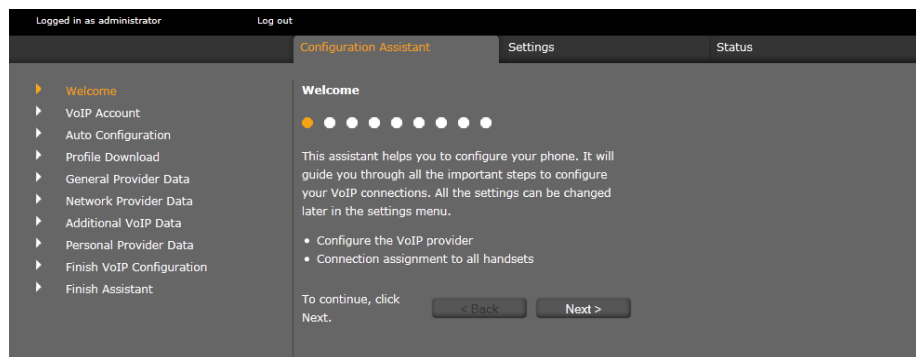 Logged in as administrator
Log out
Configuration Assistant
Settings
Status
Welcome
VoIP Account
Auto Configuration
Profile Download
General Provider Data
Network Provider Data
Additional VoIP Data
Personal Provider Data
Finish VoIP Configuration
Finish Assistant
Welcome
This assistant helps you to configure your phone. It will
guide you through all the important steps to configure
your VoIP connections. All the settings can be changed
later in the settings menu.
• Configure the VoIP provider
• Connection assignment to all handsets
To continue, click
Next.
< Back
Next >